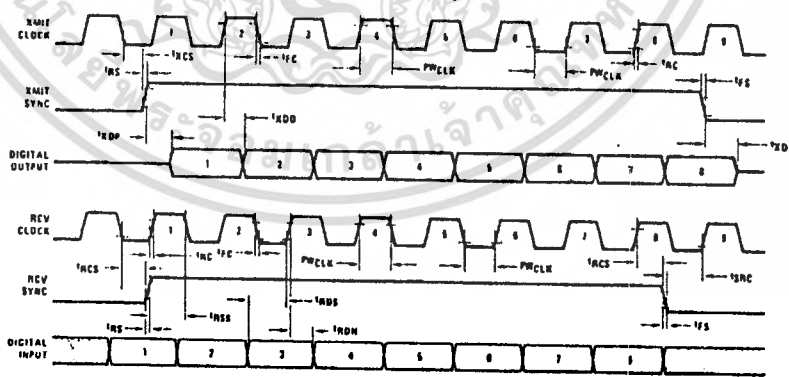 XMIT CLOCK
1 2 3 4 5 6 7 8 9
tRS tXCS tFC PWCLK PWCLK tRC tFS
XMIT SYNC
tXDP tXDD
DIGITAL OUTPUT
1 2 3 4 5 6 7 8
RCV CLOCK
1 2 3 4 5 6 7 8 9
tRCS tRC tFC PWCLK PWCLK tRCS tSRC
RCV SYNC
tRS tRSS tRDS tRDH tFS
DIGITAL INPUT
1 2 3 4 5 6 7 8